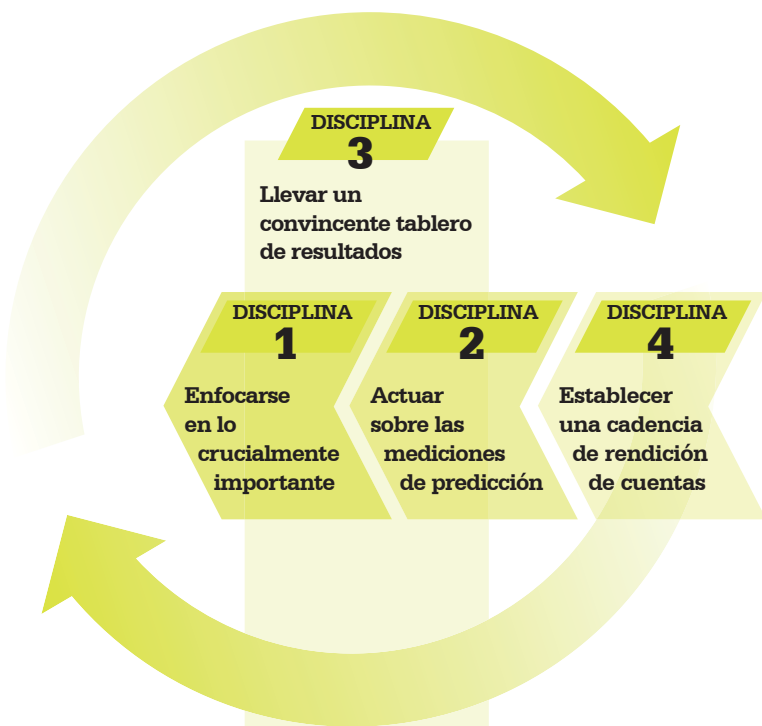 DISCIPLINA
3
Llevar un
convincente tablero
de resultados
DISCIPLINA
1
Enfocarse
en lo
crucialmente
importante
DISCIPLINA
2
Actuar
sobre las
mediciones
de predicción
DISCIPLINA
4
Establecer
una cadencia
de rendición
de cuentas